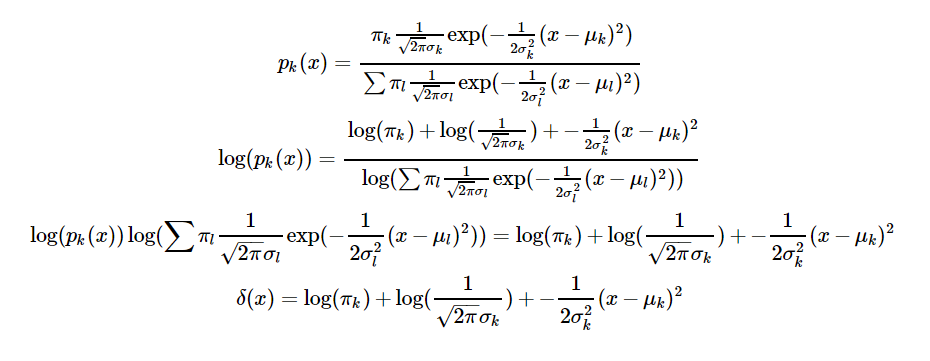 $p_k(x) = \frac{\pi_k \frac{1}{\sqrt{2\pi}\sigma_k} \exp(-\frac{1}{2\sigma_k^2}(x-\mu_k)^2)}{\sum \pi_l \frac{1}{\sqrt{2\pi}\sigma_l} \exp(-\frac{1}{2\sigma_l^2}(x-\mu_l)^2)}$
$\log(p_k(x)) = \frac{\log(\pi_k) + \log(\frac{1}{\sqrt{2\pi}\sigma_k}) + -\frac{1}{2\sigma_k^2}(x-\mu_k)^2}{\log(\sum \pi_l \frac{1}{\sqrt{2\pi}\sigma_l} \exp(-\frac{1}{2\sigma_l^2}(x-\mu_l)^2))}$
$\log(p_k(x))\log(\sum \pi_l \frac{1}{\sqrt{2\pi}\sigma_l} \exp(-\frac{1}{2\sigma_l^2}(x-\mu_l)^2)) = \log(\pi_k) + \log(\frac{1}{\sqrt{2\pi}\sigma_k}) + -\frac{1}{2\sigma_k^2}(x-\mu_k)^2$
$\delta(x) = \log(\pi_k) + \log(\frac{1}{\sqrt{2\pi}\sigma_k}) + -\frac{1}{2\sigma_k^2}(x-\mu_k)^2$